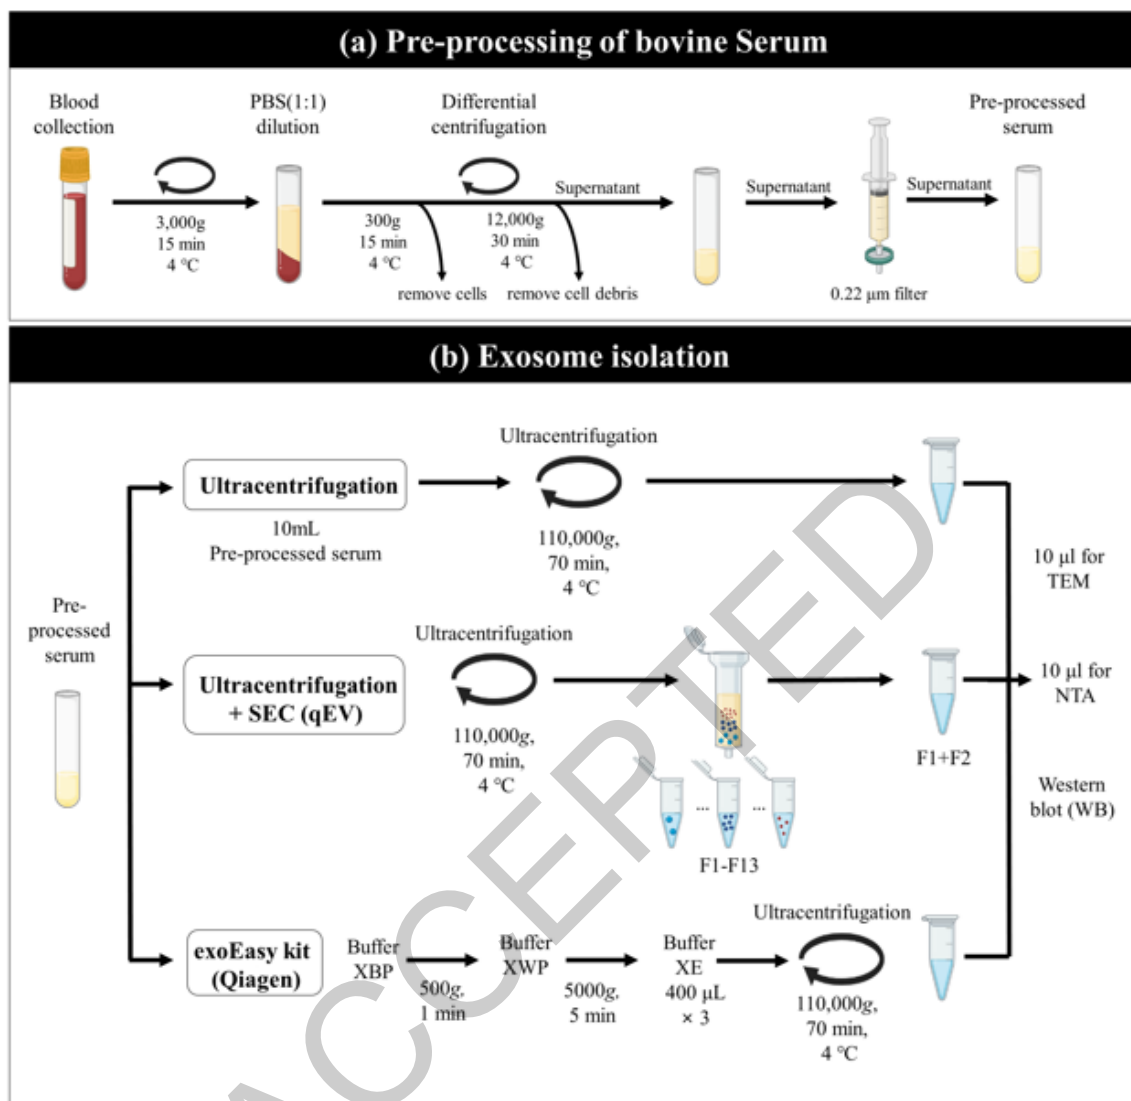 (a) Pre-processing of bovine Serum
Blood
collection
3,000g
15 min
4 °C
PBS(1:1)
dilution
300g
15 min
4 °C
remove cells
Differential
centrifugation
12,000g
30 min
4 °C
remove cell debris
Supernatant
Supernatant
0.22 μm filter
Supernatant
Pre-processed
serum
(b) Exosome isolation
Pre-
processed
serum
Ultracentrifugation
10mL
Pre-processed serum
Ultracentrifugation
110,000g,
70 min,
4 °C
Ultracentrifugation
+ SEC (qEV)
Ultracentrifugation
110,000g,
70 min,
4 °C
...
...
F1-F13
F1+F2
exoEasy kit
(Qiagen)
Buffer
XBP
500g,
1 min
Buffer
XWP
5000g,
5 min
Buffer
XE
400 μL
× 3
Ultracentrifugation
110,000g,
70 min,
4 °C
10 μl for
TEM
10 μl for
NTA
Western
blot (WB)
ACCEPTED